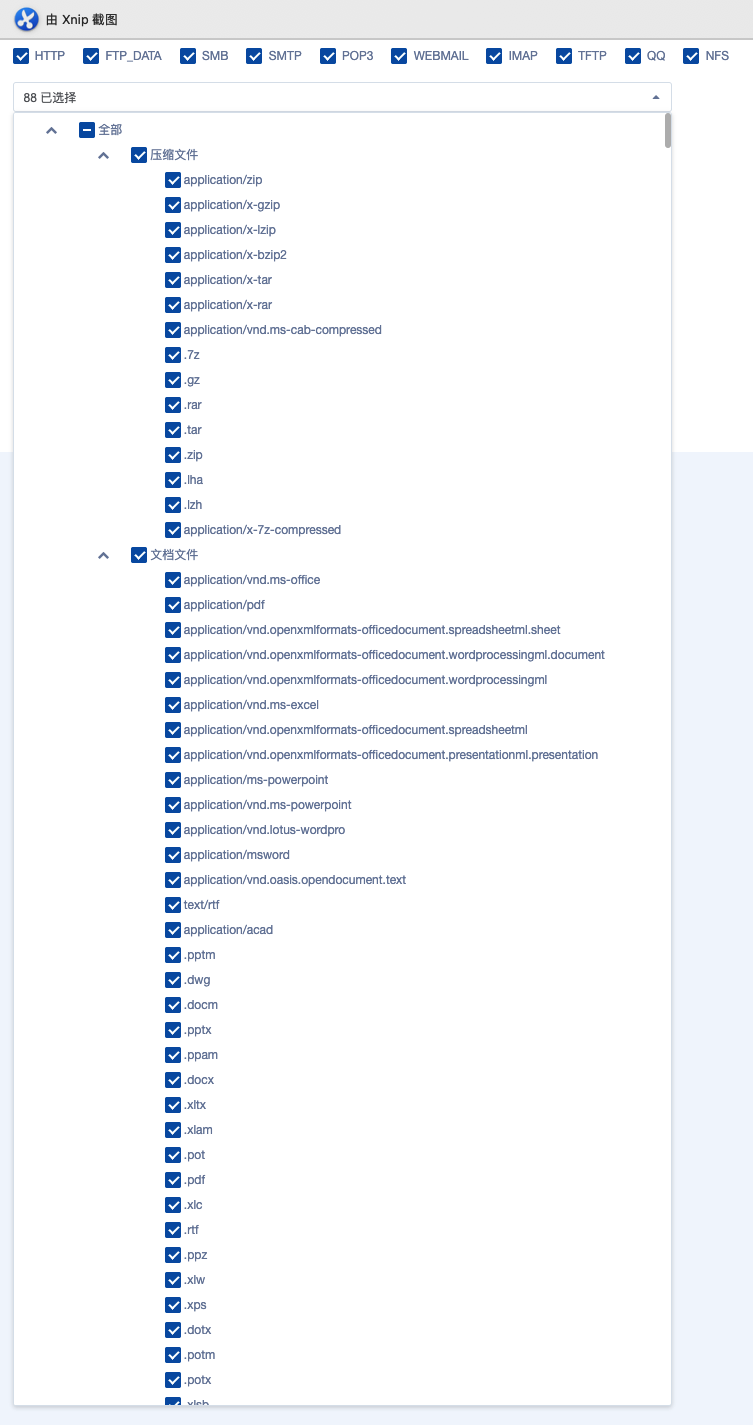 由 Xnip 截图
HTTP FTP_DATA SMB SMTP POP3 WEBMAIL IMAP TFTP QQ NFS
88 已选择
全部
压缩文件
application/zip
application/x-gzip
application/x-lzip
application/x-bzip2
application/x-tar
application/x-rar
application/vnd.ms-cab-compressed
.7z
.gz
.rar
.tar
.zip
.lha
.lzh
application/x-7z-compressed
文档文件
application/vnd.ms-office
application/pdf
application/vnd.openxmlformats-officedocument.spreadsheetml.sheet
application/vnd.openxmlformats-officedocument.wordprocessingml.document
application/vnd.openxmlformats-officedocument.wordprocessingml
application/vnd.ms-excel
application/vnd.openxmlformats-officedocument.spreadsheetml
application/vnd.openxmlformats-officedocument.presentationml.presentation
application/ms-powerpoint
application/vnd.ms-powerpoint
application/vnd.lotus-wordpro
application/msword
application/vnd.oasis.opendocument.text
text/rtf
application/acad
.pptm
.dwg
.docm
.pptx
.ppam
.docx
.xltx
.xlam
.pot
.pdf
.xlc
.rtf
.ppz
.xlw
.xps
.dotx
.potm
.potx
.xlsb